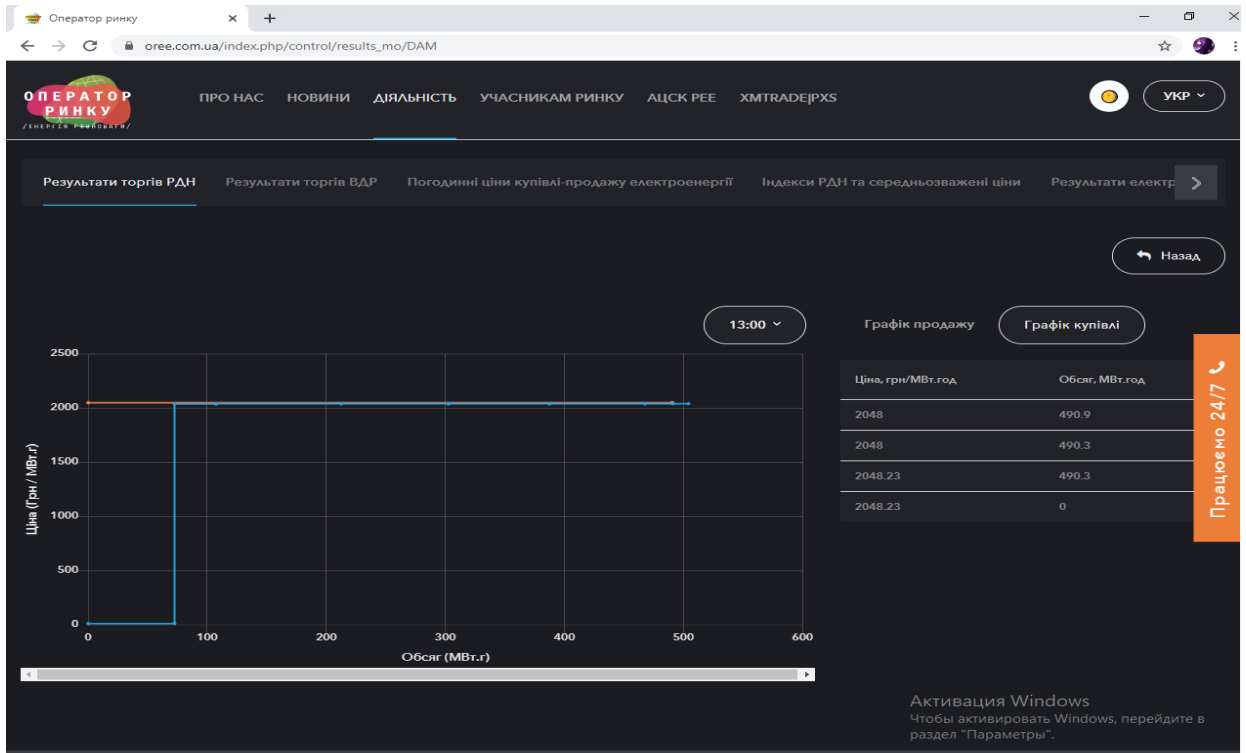 Оператор ринку
oree.com.ua/index.php/control/results_mo/DAM
ОПЕРАТОР
РИНКУ
ПРО НАС НОВИНИ ДІЯЛЬНІСТЬ УЧАСНИКАМ РИНКУ АЦСК РЕЕ XMTRADE|PXS
УКР
Результати торгів РДН Результати торгів ВДР Погодинні ціни купівлі-продажу електроенергії Індекси РДН та середньозважені ціни Результати електр
Назад
13:00
Графік продажу Графік купівлі
Ціна, грн/МВт.год Обсяг, МВт.год
2048 490.9
2048 490.3
2048.23 490.3
2048.23 0
Працюємо 24/7
Ціна (Грн / МВт.г)
2500
2000
1500
1000
500
0
0 100 200 300 400 500 600
Обсяг (МВт.г)
Активация Windows
Чтобы активировать Windows, перейдите в
раздел "Параметры".